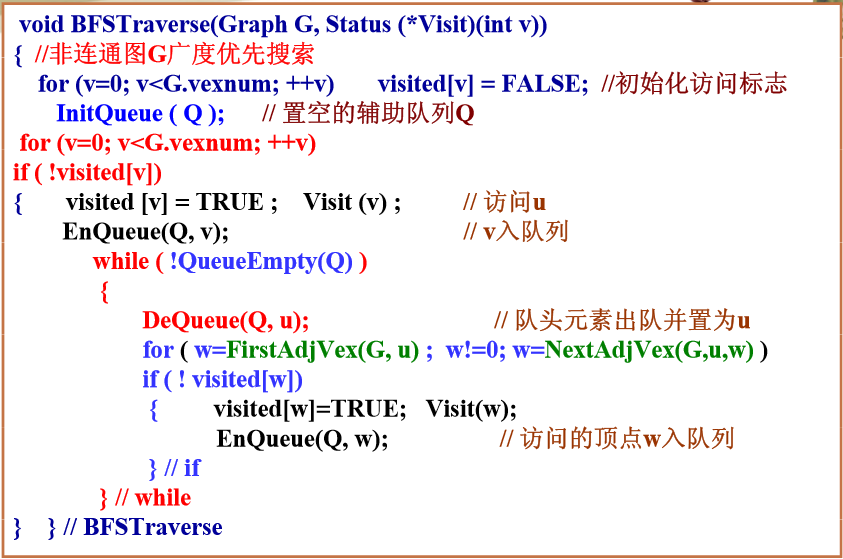 void BFSTraverse(Graph G, Status (*Visit)(int v))
{ //非连通图G广度优先搜索
for (v=0; v<G.vexnum; ++v) visited[v] = FALSE; //初始化访问标志
InitQueue ( Q ); // 置空的辅助队列Q
for (v=0; v<G.vexnum; ++v)
if ( !visited[v])
{ visited [v] = TRUE ; Visit (v) ; // 访问u
EnQueue(Q, v); // v入队列
while ( !QueueEmpty(Q) )
{
DeQueue(Q, u); // 队头元素出队并置为u
for ( w=FirstAdjVex(G, u) ; w!=0; w=NextAdjVex(G,u,w) )
if ( ! visited[w])
{ visited[w]=TRUE; Visit(w);
EnQueue(Q, w); // 访问的顶点w入队列
} // if
} // while
} } // BFSTraverse